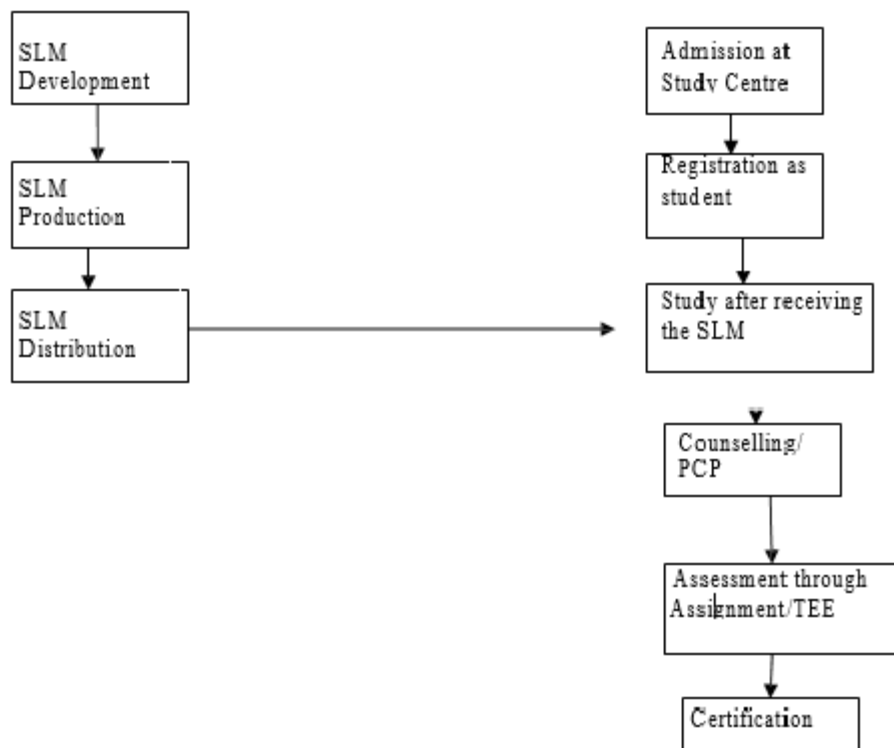 SLM
Development
SLM
Production
SLM
Distribution
Admission at
Study Centre
Registration as
student
Study after receiving
the SLM
Counselling/
PCP
Assessment through
Assignment/TEE
Certification